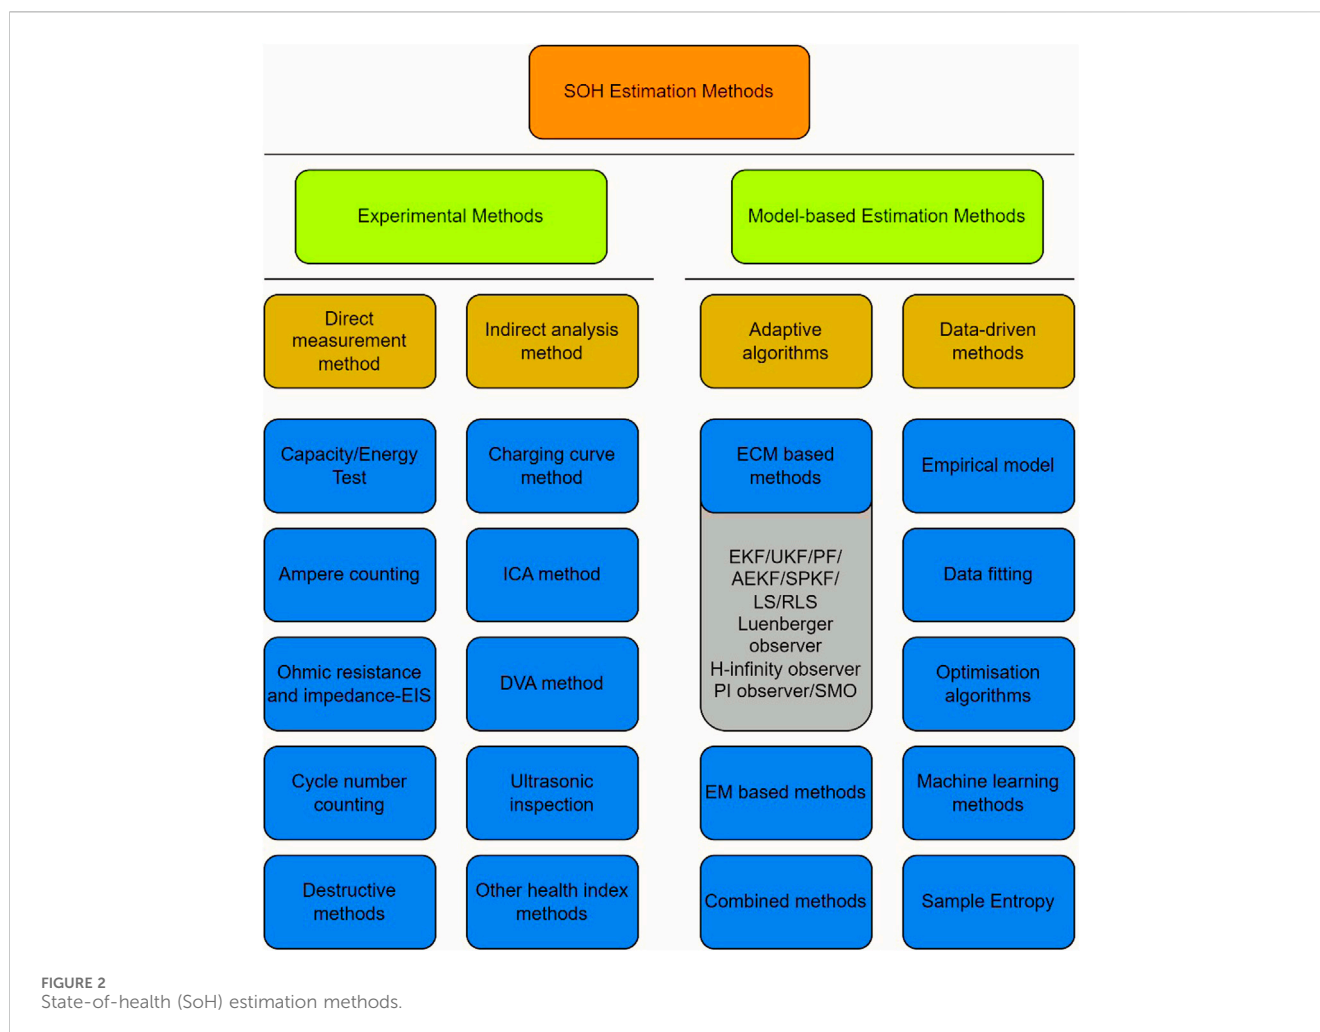 SOH Estimation Methods
Experimental Methods
Model-based Estimation Methods
Direct
measurement
method
Indirect analysis
method
Adaptive
algorithms
Data-driven
methods
Capacity/Energy
Test
Charging curve
method
ECM based
methods
Empirical model
Ampere counting
ICA method
EKF/UKF/PF/
AEKF/SPKF/
LS/RLS
Luenberger
observer
H-infinity observer
PI observer/SMO
Data fitting
Ohmic resistance
and impedance-EIS
DVA method
Optimisation
algorithms
Cycle number
counting
Ultrasonic
inspection
EM based methods
Machine learning
methods
Destructive
methods
Other health index
methods
Combined methods
Sample Entropy
FIGURE 2
State-of-health (SoH) estimation methods.